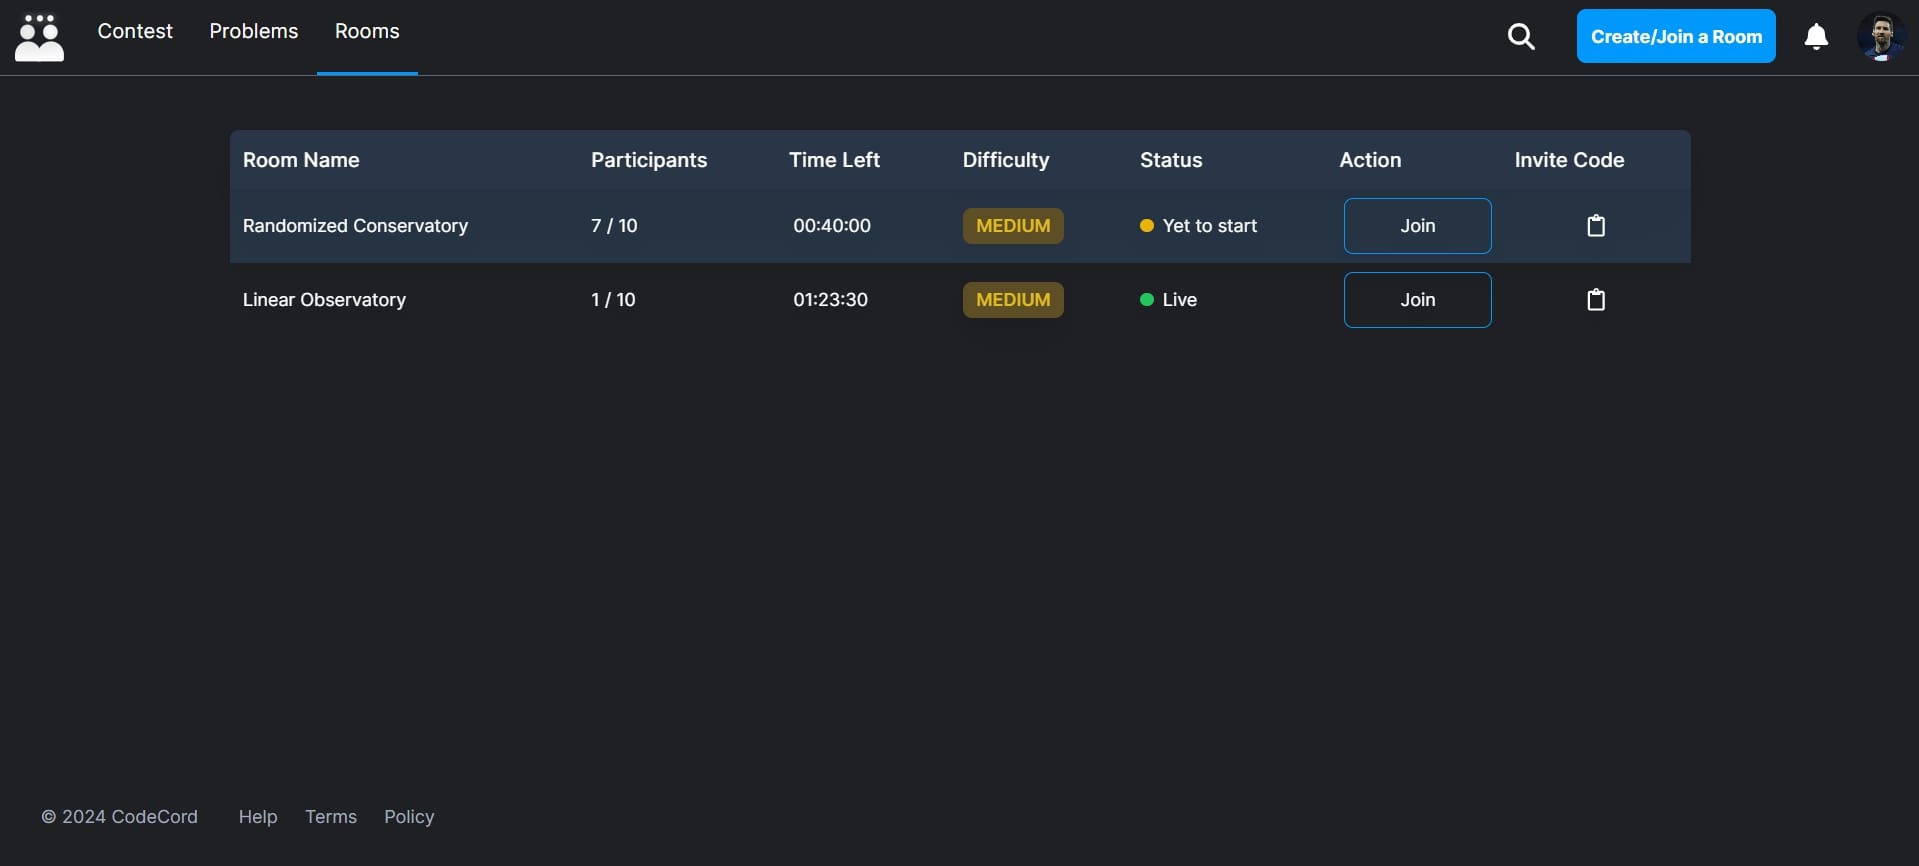 Contest Problems Rooms Create/Join a Room
Room Name Participants Time Left Difficulty Status Action Invite Code
Randomized Conservatory 7 / 10 00:40:00 MEDIUM Yet to start Join
Linear Observatory 1 / 10 01:23:30 MEDIUM Live Join
© 2024 CodeCord Help Terms Policy